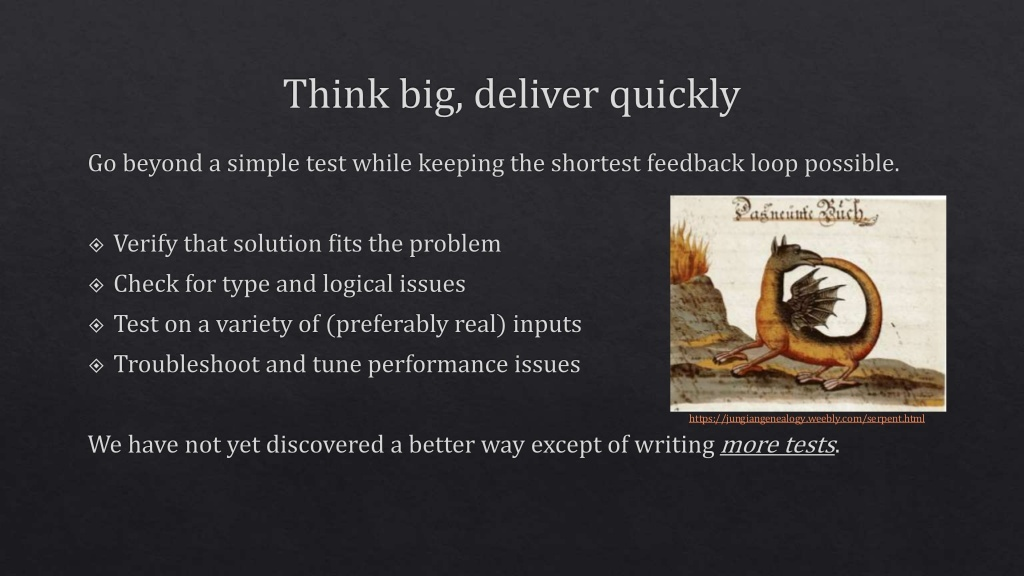 Think big, deliver quickly
Go beyond a simple test while keeping the shortest feedback loop possible.
Verify that solution fits the problem
Check for type and logical issues
Test on a variety of (preferably real) inputs
Troubleshoot and tune performance issues
Das neunte Buch.
https://jungiangenealogy.weebly.com/serpent.html
We have not yet discovered a better way except of writing more tests.